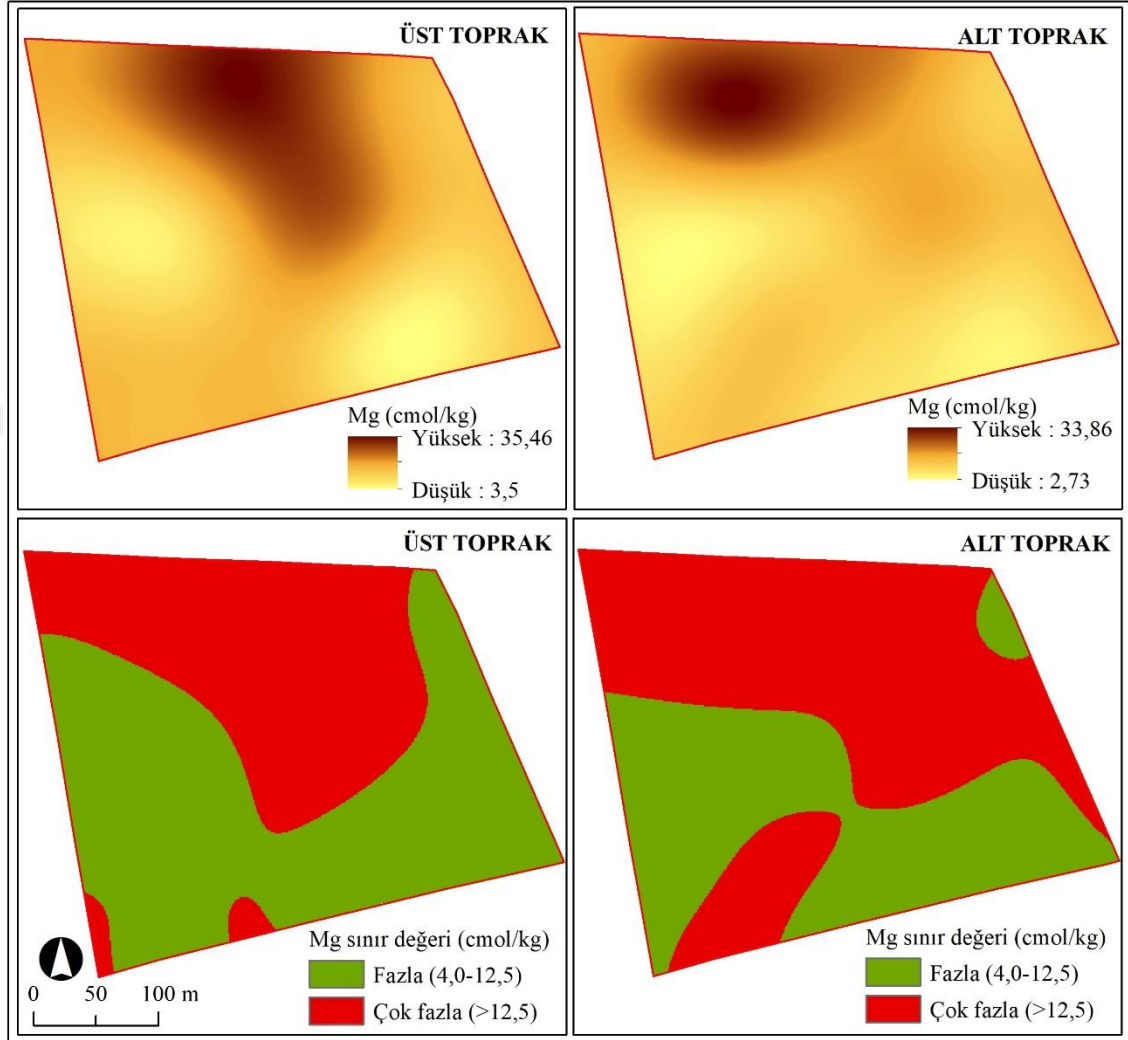 ÜST TOPRAK
Mg (cmol/kg)
Yüksek : 35,46
Düşük : 3,5
ALT TOPRAK
Mg (cmol/kg)
Yüksek : 33,86
Düşük : 2,73
ÜST TOPRAK
Mg sınır değeri (cmol/kg)
Fazla (4,0-12,5)
Çok fazla (>12,5)
0 50 100 m
ALT TOPRAK
Mg sınır değeri (cmol/kg)
Fazla (4,0-12,5)
Çok fazla (>12,5)